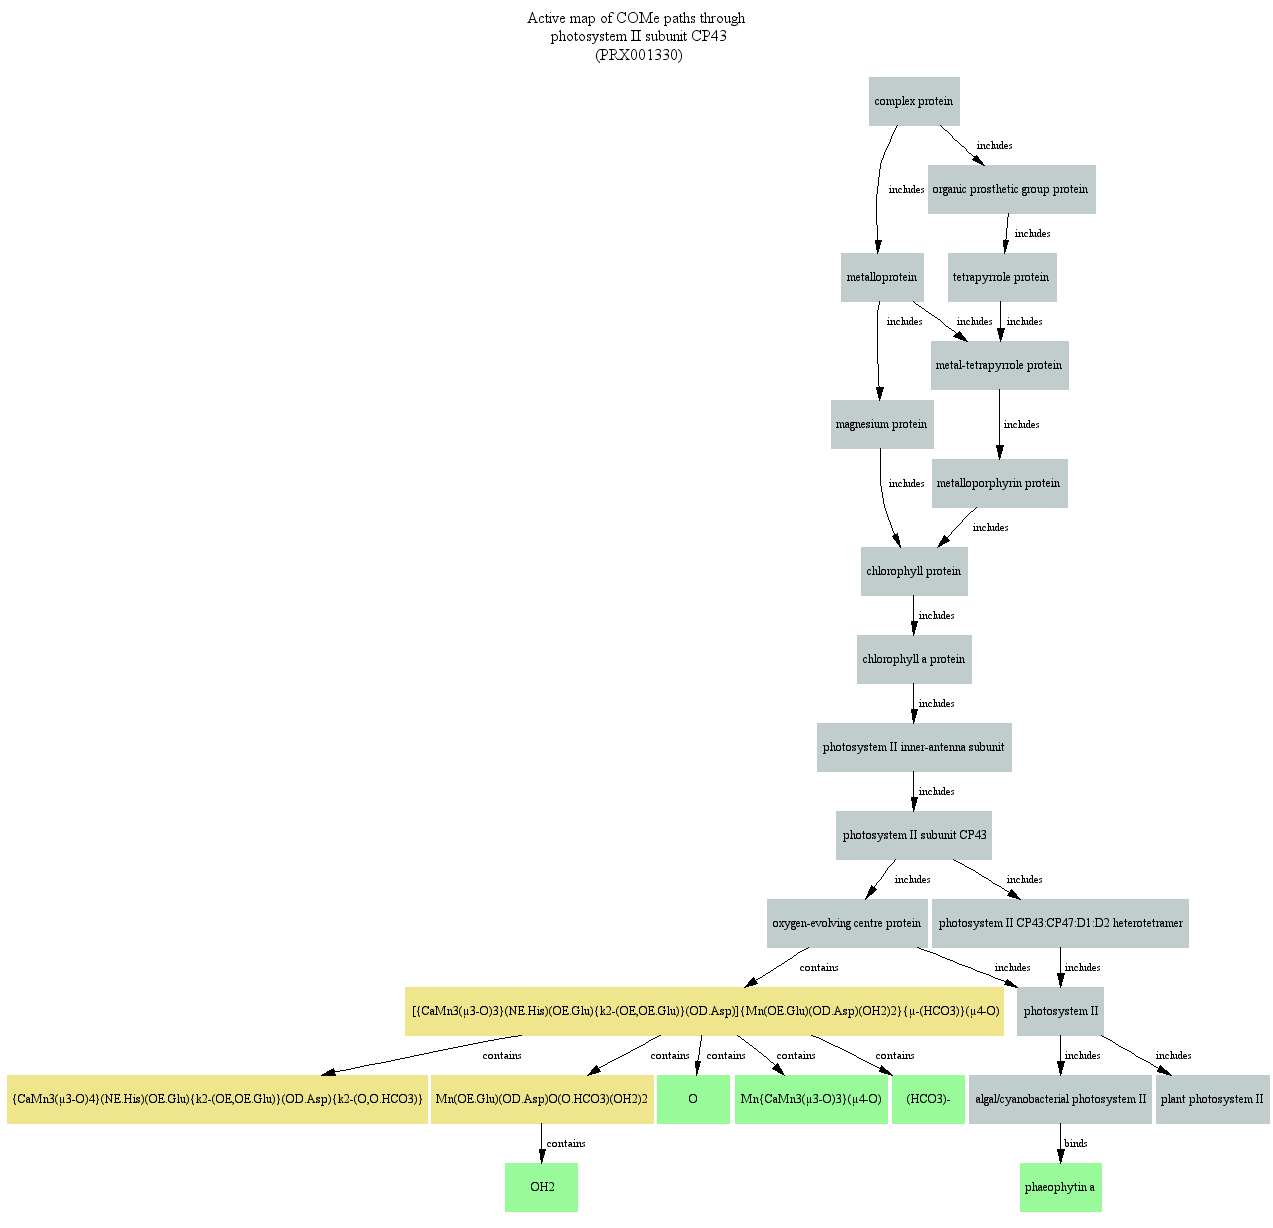 Active map of COMe paths through
photosystem II subunit CP43
(PRX001330)
complex protein
includes
includes
organic prosthetic group protein
includes
metalloprotein
tetrapyrrole protein
includes
includes
includes
metal-tetrapyrrole protein
magnesium protein
includes
includes
metalloporphyrin protein
includes
chlorophyll protein
includes
chlorophyll a protein
includes
photosystem II inner-antenna subunit
includes
photosystem II subunit CP43
includes
includes
oxygen-evolving centre protein
photosystem II CP43:CP47:D1:D2 heterotetramer
contains
includes
includes
[{CaMn3(µ3-O)3}(NE.His)(OE.Glu){k2-(OE,OE.Glu)}(OD.Asp)]{Mn(OE.Glu)(OD.Asp)(OH2)2}{µ-(HCO3)}(µ4-O)
photosystem II
contains
contains
contains
contains
contains
includes
includes
{CaMn3(µ3-O)4}(NE.His)(OE.Glu){k2-(OE,OE.Glu)}(OD.Asp){k2-(O,O.HCO3)}
Mn(OE.Glu)(OD.Asp)O(O.HCO3)(OH2)2
O
Mn{CaMn3(µ3-O)3}(µ4-O)
(HCO3)-
algal/cyanobacterial photosystem II
plant photosystem II
contains
binds
OH2
phaeophytin a